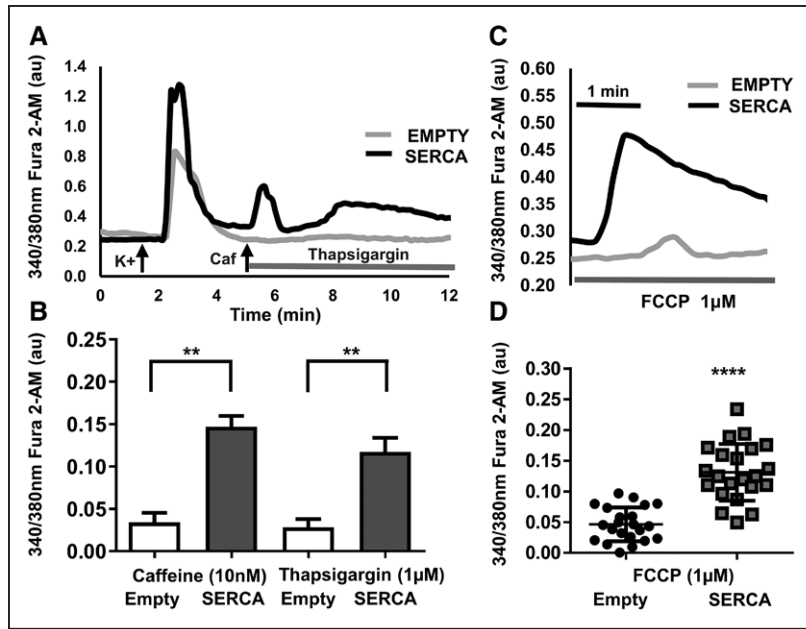 A
340/380nm Fura 2-AM (au)
1.4
1.2
1.0
0.8
0.6
0.4
0.2
0.0
EMPTY
SERCA
K+
Caf
Thapsigargin
0 2 4 6 8 10 12
Time (min)
B
340/380nm Fura 2-AM (au)
0.25
0.20
0.15
0.10
0.05
0.00
** **
Caffeine (10nM) Thapsigargin (1µM)
Empty SERCA Empty SERCA
C
340/380nm Fura 2-AM (au)
0.60
0.55
0.50
0.45
0.40
0.35
0.30
0.25
0.20
1 min
EMPTY
SERCA
FCCP 1µM
D
340/380nm Fura 2-AM (au)
0.30
0.25
0.20
0.15
0.10
0.05
0.00
****
FCCP (1µM)
Empty SERCA